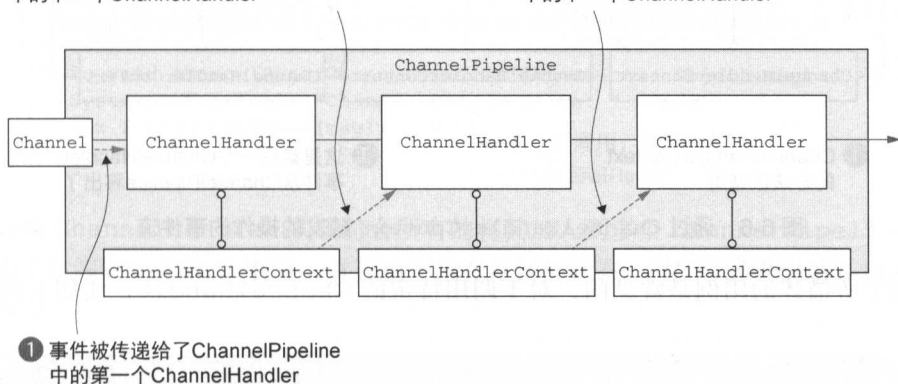 中的下一个ChannelHandler
中的下一个ChannelHandler
ChannelPipeline
Channel
ChannelHandler
ChannelHandler
ChannelHandler
ChannelHandlerContext
ChannelHandlerContext
ChannelHandlerContext
❶ 事件被传递给了ChannelPipeline
中的第一个ChannelHandler